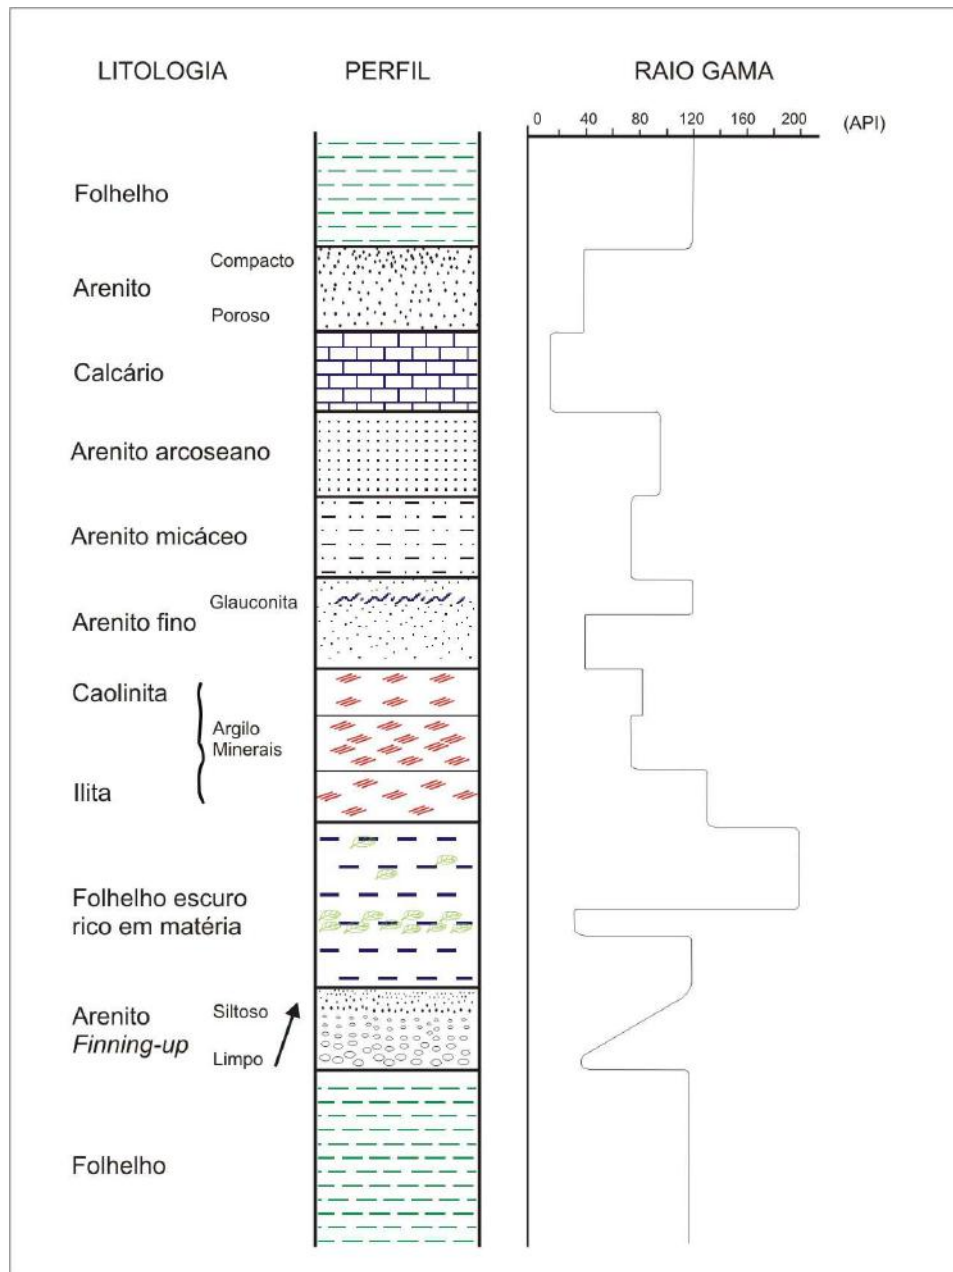 LITOLOGIA PERFIL RAIO GAMA
0 40 80 120 160 200 (API)
Folhelho
Compacto
Arenito
Poroso
Calcário
Arenito arcoseano
Arenito micáceo
Glauconita
Arenito fino
Caolinita
Argilo
Minerais
Ilita
Folhelho escuro
rico em matéria
Siltoso
Arenito
Finning-up
Limpo
Folhelho